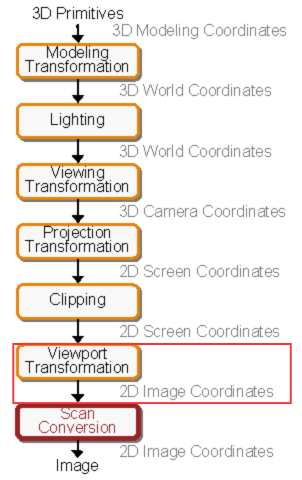 3D Primitives
3D Modeling Coordinates
Modeling
Transformation
3D World Coordinates
Lighting
3D World Coordinates
Viewing
Transformation
3D Camera Coordinates
Projection
Transformation
2D Screen Coordinates
Clipping
2D Screen Coordinates
Viewport
Transformation
2D Image Coordinates
Scan
Conversion
2D Image Coordinates
Image